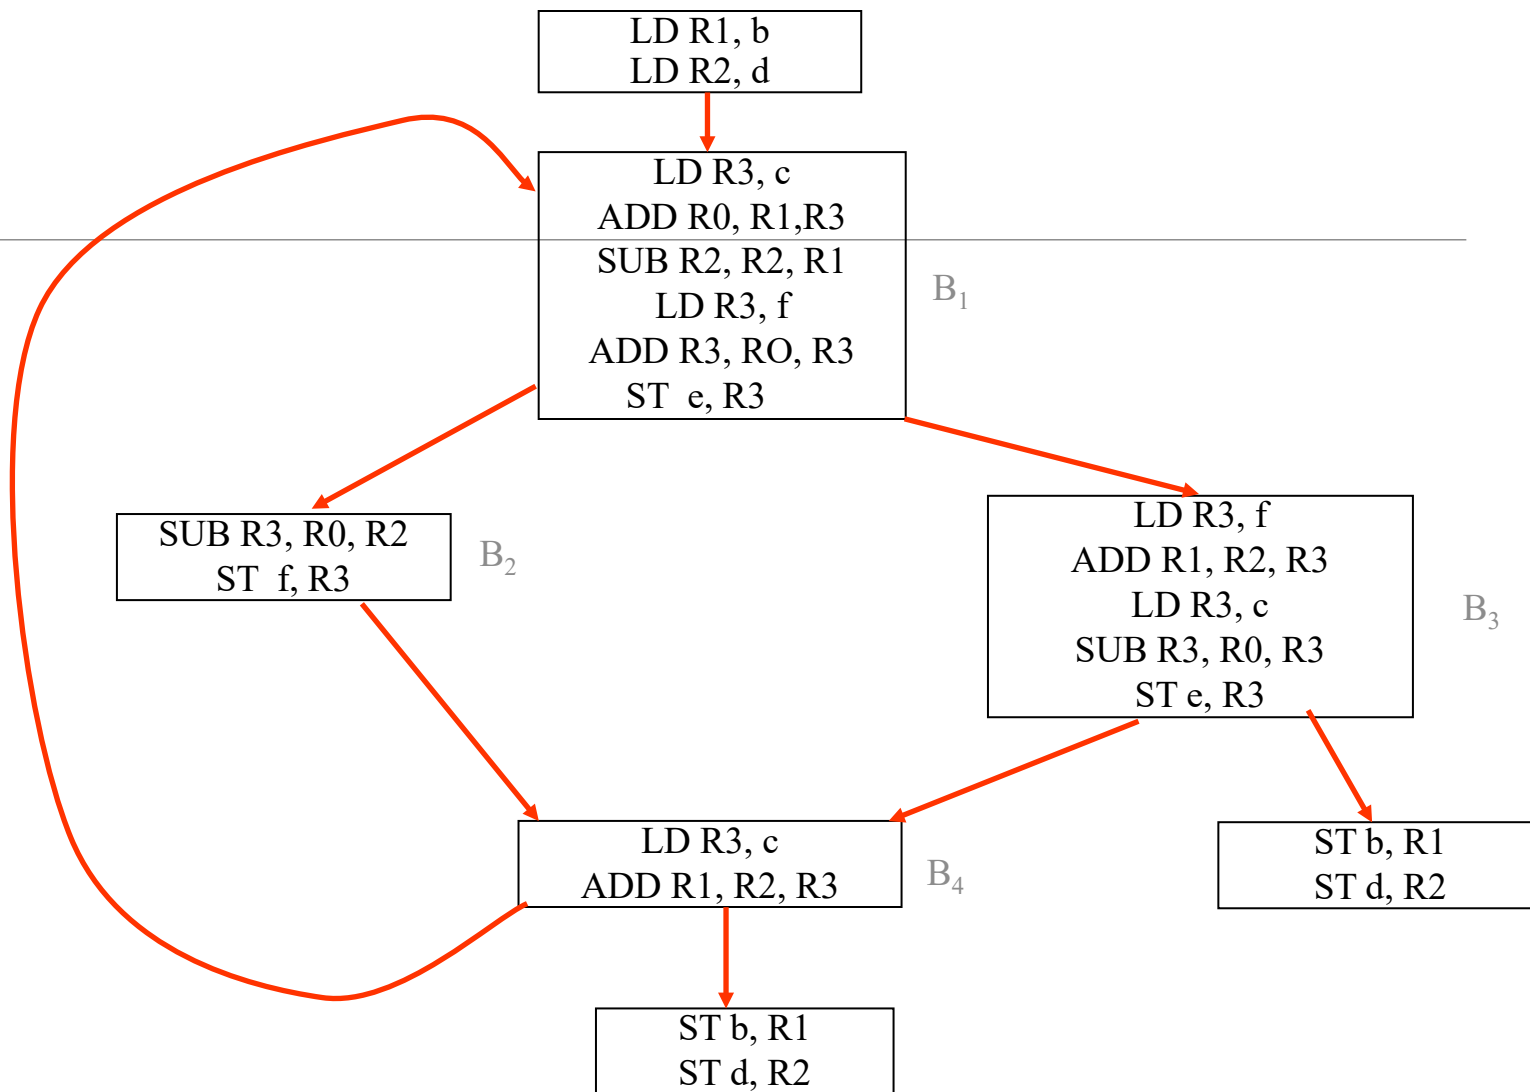 LD R1, b
LD R2, d
LD R3, c
ADD R0, R1,R3
SUB R2, R2, R1
LD R3, f
ADD R3, RO, R3
ST e, R3
B₁
SUB R3, R0, R2
ST f, R3
B₂
LD R3, f
ADD R1, R2, R3
LD R3, c
SUB R3, R0, R3
ST e, R3
B₃
LD R3, c
ADD R1, R2, R3
B₄
ST b, R1
ST d, R2
ST b, R1
ST d, R2